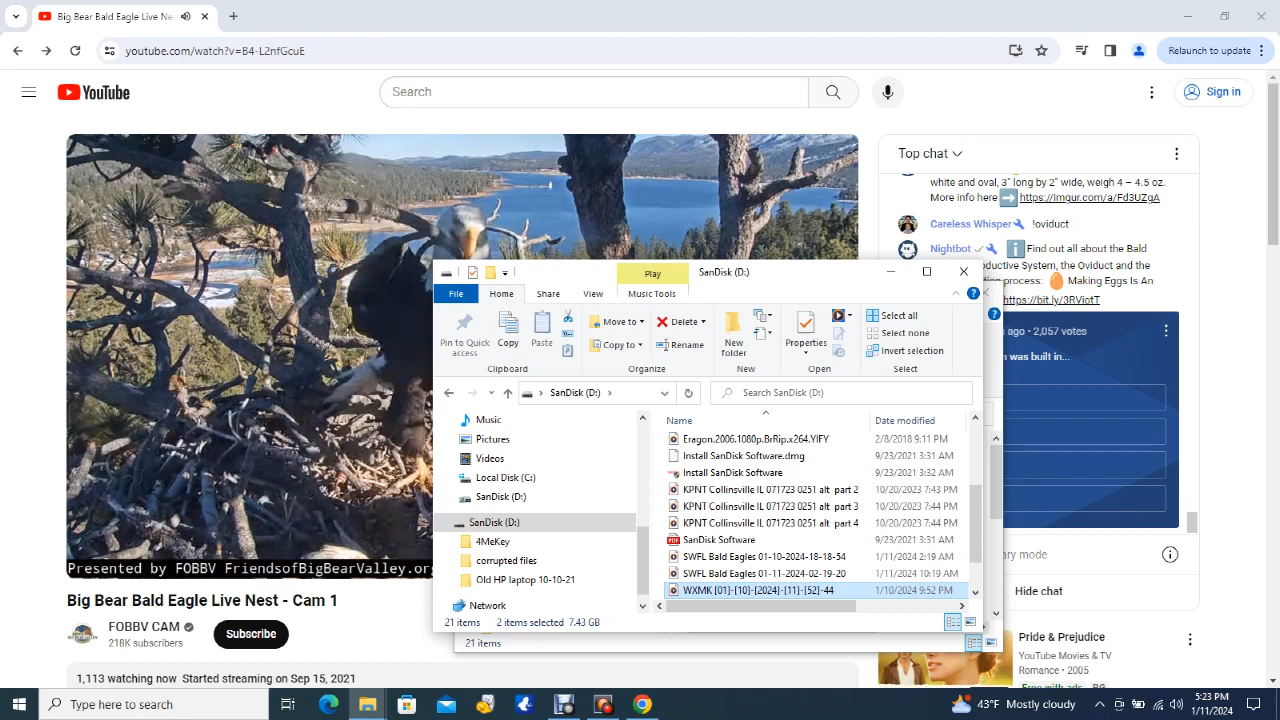 Big Bear Bald Eagle Live Nes
youtube.com/watch?v=B4-L2nfGcuE
Relaunch to update
YouTube
Search
Sign in
Top chat
white and oval, 3" long by 2" wide, weigh 4 – 4.5 oz.
More info here https://imgur.com/a/Fd3UZgA
Careless Whisper !oviduct
Nightbot Find out all about the Bald
oductive System, the Oviduct and the
process: Making Eggs Is An
https://bit.ly/3RViotT
ago • 2,057 votes
n was built in...
ary mode
Hide chat
Presented by FOBBV FriendsofBigBearValley.org
Big Bear Bald Eagle Live Nest - Cam 1
FOBBV CAM
218K subscribers
Subscribe
1,113 watching now Started streaming on Sep 15, 2021
Pride & Prejudice
YouTube Movies & TV
Romance • 2005
Free with ads PG
Play
SanDisk (D:)
File
Home
Share
View
Music Tools
Pin to Quick access
Copy
Paste
Move to
Copy to
Delete
Rename
New folder
Properties
Select all
Select none
Invert selection
Clipboard
Organize
New
Open
Select
SanDisk (D:)
Search SanDisk (D:)
Music
Pictures
Videos
Local Disk (C:)
SanDisk (D:)
SanDisk (D:)
4MeKey
corrupted files
Old HP laptop 10-10-21
Network
Name Date modified
Eragon.2006.1080p.BrRip.x264.YIFY 2/8/2018 9:11 PM
Install SanDisk Software.dmg 9/23/2021 3:31 AM
Install SanDisk Software 9/23/2021 3:32 AM
KPNT Collinsville IL 071723 0251 alt part 2 10/20/2023 7:43 PM
KPNT Collinsville IL 071723 0251 alt part 3 10/20/2023 7:44 PM
KPNT Collinsville IL 071723 0251 alt part 4 10/20/2023 7:44 PM
SanDisk Software 9/23/2021 3:31 AM
SWFL Bald Eagles 01-10-2024-18-18-54 1/11/2024 2:19 AM
SWFL Bald Eagles 01-11-2024-02-19-20 1/11/2024 10:19 AM
WXMK [01]-[10]-[2024]-[11]-[52]-44 1/10/2024 9:52 PM
21 items 2 items selected 7.43 GB
21 items
Type here to search
43°F Mostly cloudy
5:23 PM
1/11/2024